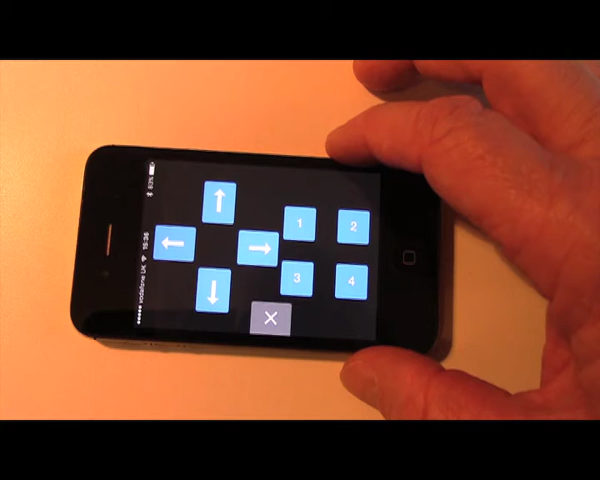 ●●●●● vodafone UK 15:38 83%
↑
← →
↓
1 2
3 4
X